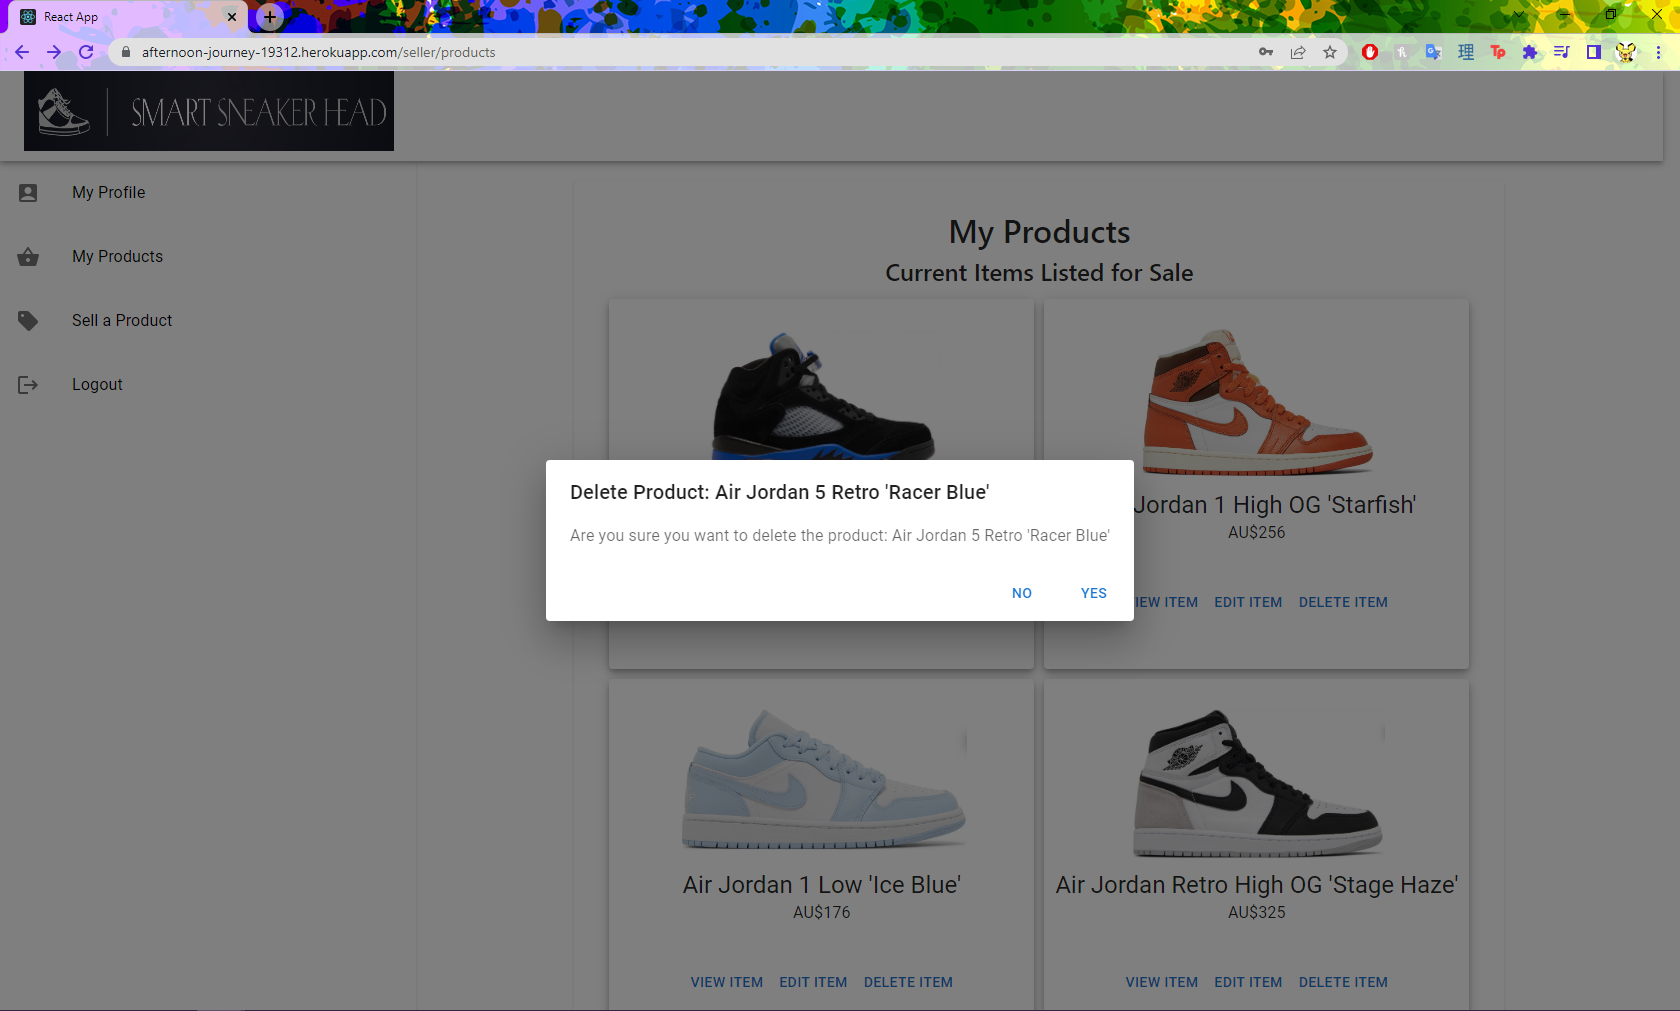 React App
afternoon-journey-19312.herokuapp.com/seller/products
SMART SNEAKER HEAD
My Profile
My Products
Sell a Product
Logout
My Products
Current Items Listed for Sale
Delete Product: Air Jordan 5 Retro 'Racer Blue'
Are you sure you want to delete the product: Air Jordan 5 Retro 'Racer Blue'
NO YES
Jordan 1 High OG 'Starfish'
AU$256
IEW ITEM EDIT ITEM DELETE ITEM
Air Jordan 1 Low 'Ice Blue'
AU$176
VIEW ITEM EDIT ITEM DELETE ITEM
Air Jordan Retro High OG 'Stage Haze'
AU$325
VIEW ITEM EDIT ITEM DELETE ITEM